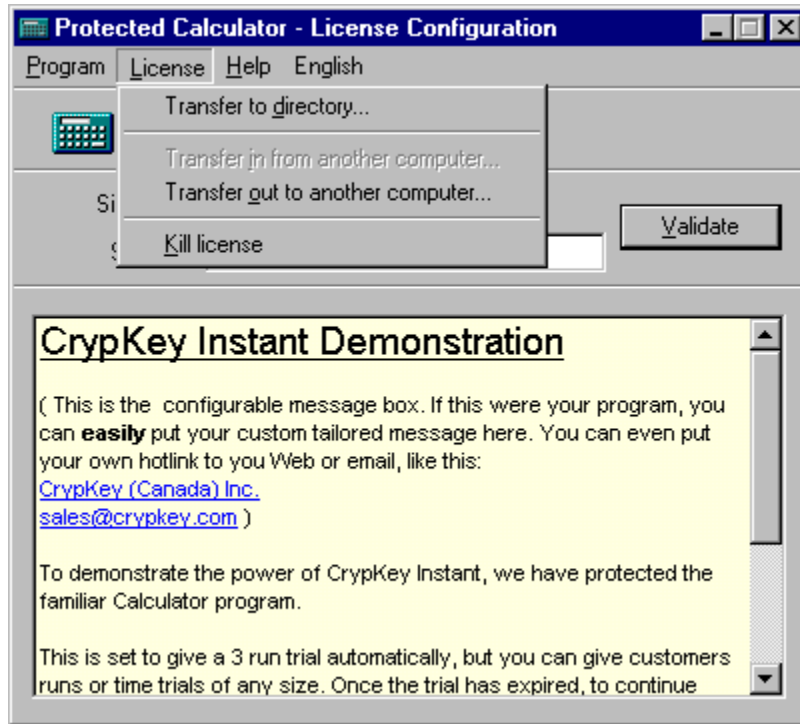 Protected Calculator - License Configuration
Program License Help English
Transfer to directory...
Transfer in from another computer...
Transfer out to another computer...
Kill license
Si
Validate
CrypKey Instant Demonstration
( This is the configurable message box. If this were your program, you
can easily put your custom tailored message here. You can even put
your own hotlink to you Web or email, like this:
CrypKey (Canada) Inc.
sales@crypkey.com )
To demonstrate the power of CrypKey Instant, we have protected the
familiar Calculator program.
This is set to give a 3 run trial automatically, but you can give customers
runs or time trials of any size. Once the trial has expired, to continue